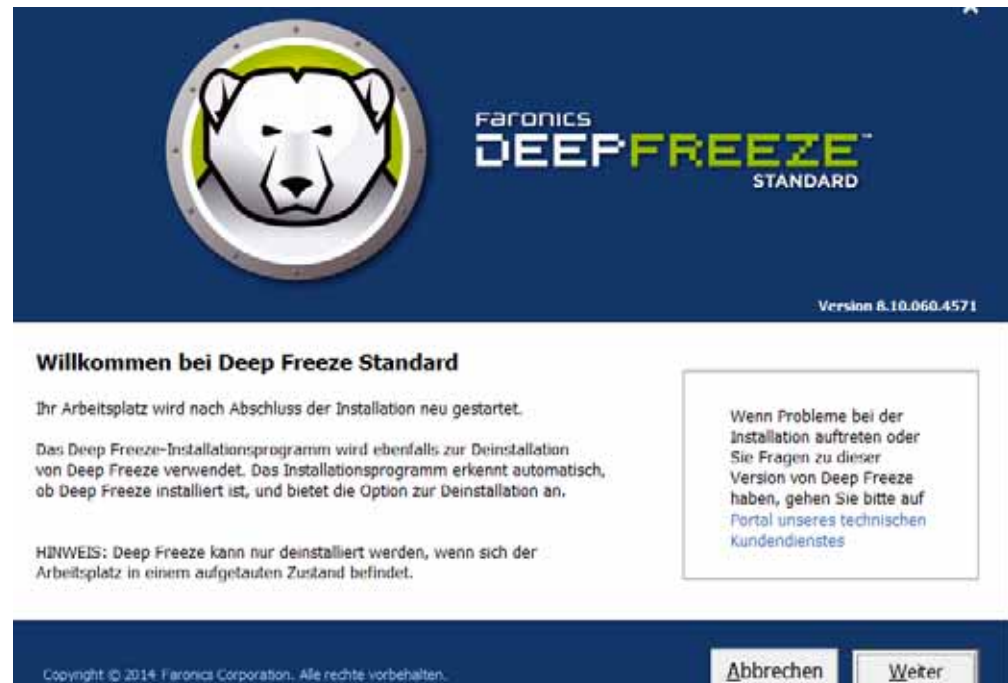 Faronics
DEEPFREEZE™
STANDARD
Version 8.10.060.4571
Willkommen bei Deep Freeze Standard
Ihr Arbeitsplatz wird nach Abschluss der Installation neu gestartet.
Das Deep Freeze-Installationsprogramm wird ebenfalls zur Deinstallation
von Deep Freeze verwendet. Das Installationsprogramm erkennt automatisch,
ob Deep Freeze installiert ist, und bietet die Option zur Deinstallation an.
HINWEIS: Deep Freeze kann nur deinstalliert werden, wenn sich der
Arbeitsplatz in einem aufgetauten Zustand befindet.
Wenn Probleme bei der
Installation auftreten oder
Sie Fragen zu dieser
Version von Deep Freeze
haben, gehen Sie bitte auf
Portal unseres technischen
Kundendienstes
Copyright © 2014 Faronics Corporation. Alle rechte vorbehalten.
Abbrechen
Weiter